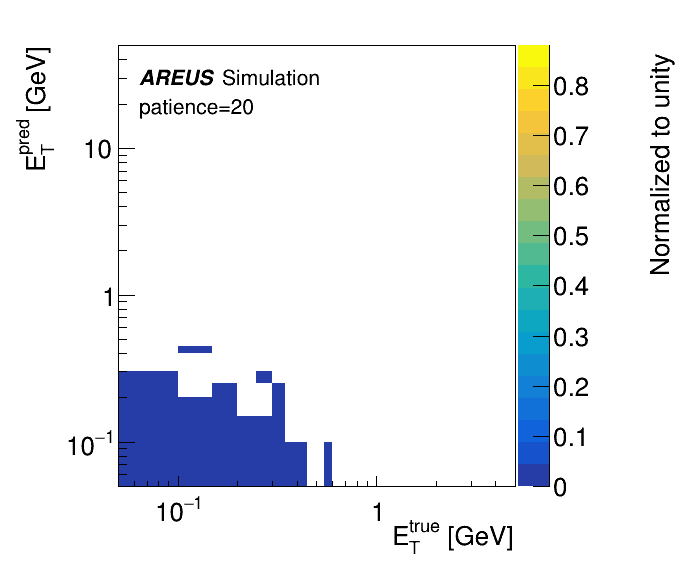 AREUS Simulation
patience=20
E_T^pred [GeV]
10
1
10^−1
10^−1
1
E_T^true [GeV]
0.8
0.7
0.6
0.5
0.4
0.3
0.2
0.1
0
Normalized to unity